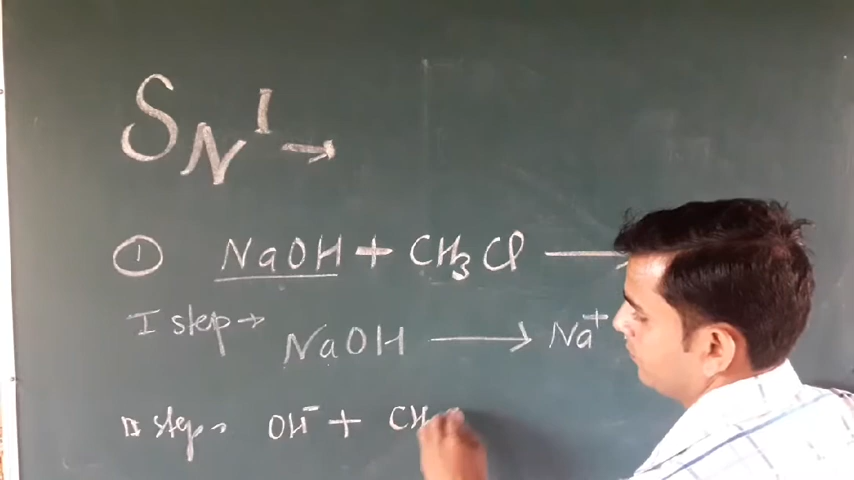 SN1 →
① NaOH + CH3Cl —
I step → NaOH ⟶ Na+
II step → OH- + CH